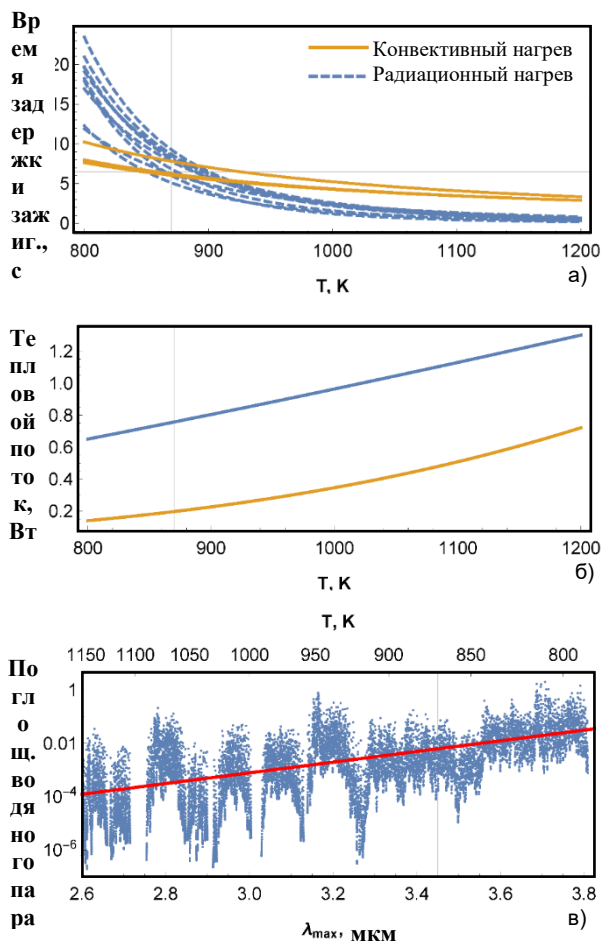 Вр
ем
я
зад
ер
жк
и
заж
иг.,
с
Конвективный нагрев
Радиационный нагрев
20
15
10
5
0
800 900 1000 1100 1200
T, K
а)
Те
пл
ов
ой
по
то
к,
Вт
1.2
1.0
0.8
0.6
0.4
0.2
800 900 1000 1100 1200
T, K
б)
T, K
1150 1100 1050 1000 950 900 850 800
По
гл
о
щ.
во
дя
но
го
па
ра
1
0.01
10⁻⁴
10⁻⁶
2.6 2.8 3.0 3.2 3.4 3.6 3.8
λmax, мкм
в)